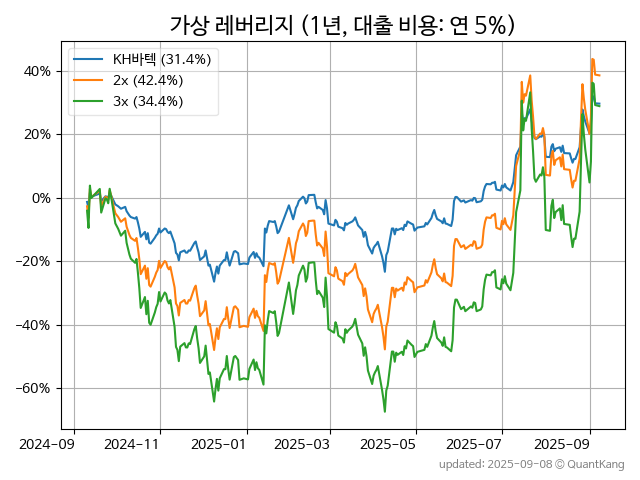 가상 레버리지 (1년, 대출 비용: 연 5%)
KH바텍 (31.4%)
2x (42.4%)
3x (34.4%)
40%
20%
0%
−20%
−40%
−60%
2024-09 2024-11 2025-01 2025-03 2025-05 2025-07 2025-09
updated: 2025-09-08 © QuantKang